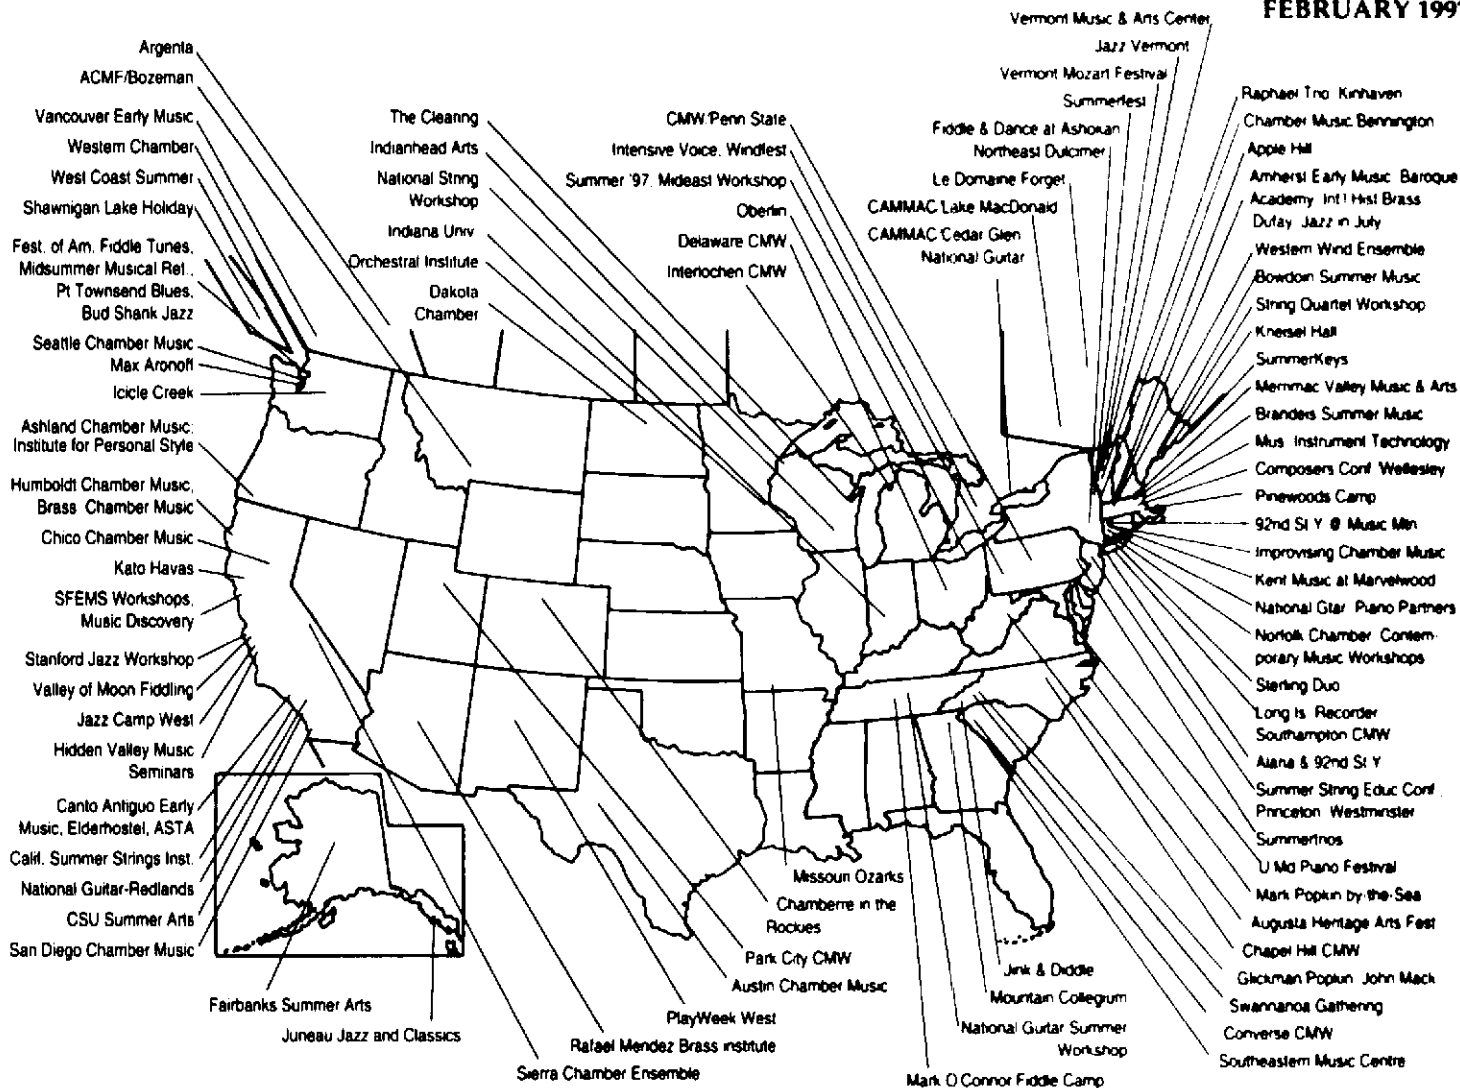 FEBRUARY 199
Argenta
ACMF/Bozeman
Vancouver Early Music
Western Chamber
West Coast Summer
Shawnigan Lake Holiday
Fest. of Am. Fiddle Tunes,
Midsummer Musical Ret.,
Pt Townsend Blues,
Bud Shank Jazz
Seattle Chamber Music
Max Aronoff
Icicle Creek
Ashland Chamber Music;
Institute for Personal Style
Humboldt Chamber Music,
Brass Chamber Music
Chico Chamber Music
Kato Havas
SFEMS Workshops,
Music Discovery
Stanford Jazz Workshop
Valley of Moon Fiddling
Jazz Camp West
Hidden Valley Music
Seminars
Canto Antiguo Early
Music, Elderhostel, ASTA
Calif. Summer Strings Inst.
National Guitar-Redlands
CSU Summer Arts
San Diego Chamber Music
The Clearing
Indianhead Arts
National String
Workshop
Indiana Univ
Orchestral Institute
Dakota
Chamber
CMW/Penn State
Intensive Voice, Windfest
Summer '97, Mideast Workshop
Oberlin
Delaware CMW
Interlochen CMW
Vermont Music & Arts Center
Jazz Vermont
Vermont Mozart Festival
Summerfest
Fiddle & Dance at Ashokan
Northeast Dulcimer
Le Domaine Forget
CAMMAC/Lake MacDonald
CAMMAC/Cedar Glen
National Guitar
Raphael Trio Kinhaven
Chamber Music Bennington
Apple Hill
Amherst Early Music Baroque
Academy Int'l Hist Brass
Dufay Jazz in July
Western Wind Ensemble
Bowdoin Summer Music
String Quartet Workshop
Kneisel Hall
SummerKeys
Merrimac Valley Music & Arts
Brandeis Summer Music
Mus Instrument Technology
Composers Conf Wellesley
Pinewoods Camp
92nd St Y @ Music Mtn
Improvising Chamber Music
Kent Music at Marvelwood
National Gtar Piano Partners
Norfolk Chamber Contem-
porary Music Workshops
Sterling Duo
Long Is Recorder
Southampton CMW
Alaria & 92nd St Y
Summer String Educ Conf
Princeton Westminster
Summertrios
U Md Piano Festival
Mark Popkin by-the-Sea
Augusta Heritage Arts Fest
Chapel Hill CMW
Glickman Popkin John Mack
Swannanoa Gathering
Converse CMW
Southeastern Music Centre
Missouri Ozarks
Chamberre in the
Rockies
Park City CMW
Austin Chamber Music
PlayWeek West
Rafael Mendez Brass institute
Sierra Chamber Ensemble
Jink & Diddle
Mountain Collegium
National Guitar Summer
Workshop
Mark O Connor Fiddle Camp
Fairbanks Summer Arts
Juneau Jazz and Classics